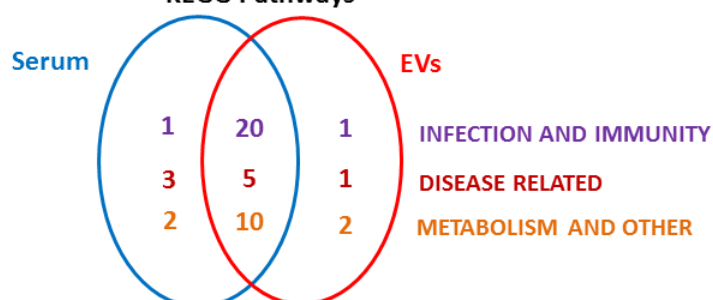 Pathways
Serum
EVs
1 20 1 INFECTION AND IMMUNITY
3 5 1 DISEASE RELATED
2 10 2 METABOLISM AND OTHER